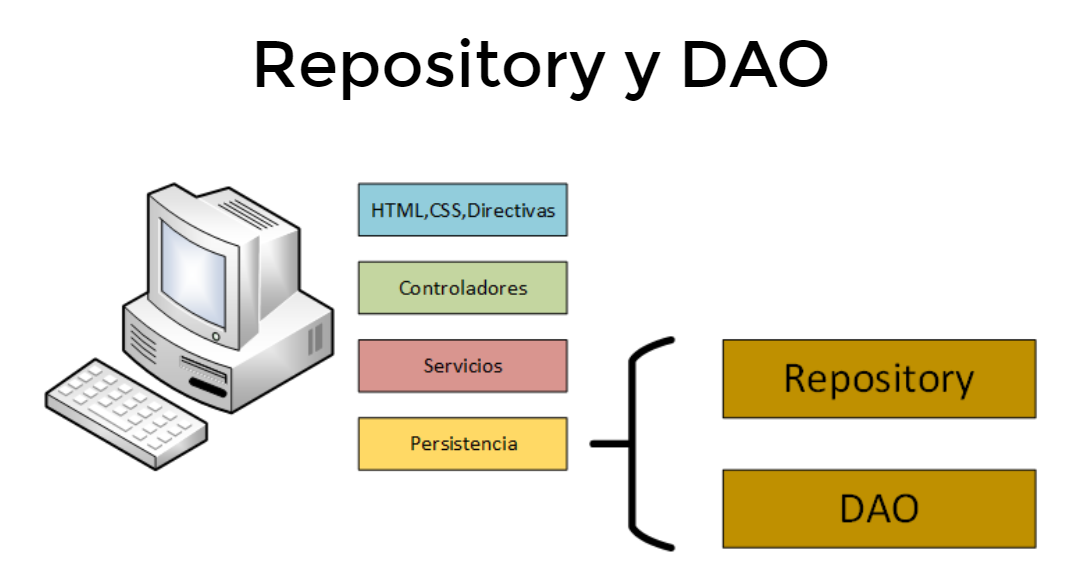 Repository y DAO
HTML,CSS,Directivas
Controladores
Servicios
Persistencia
Repository
DAO